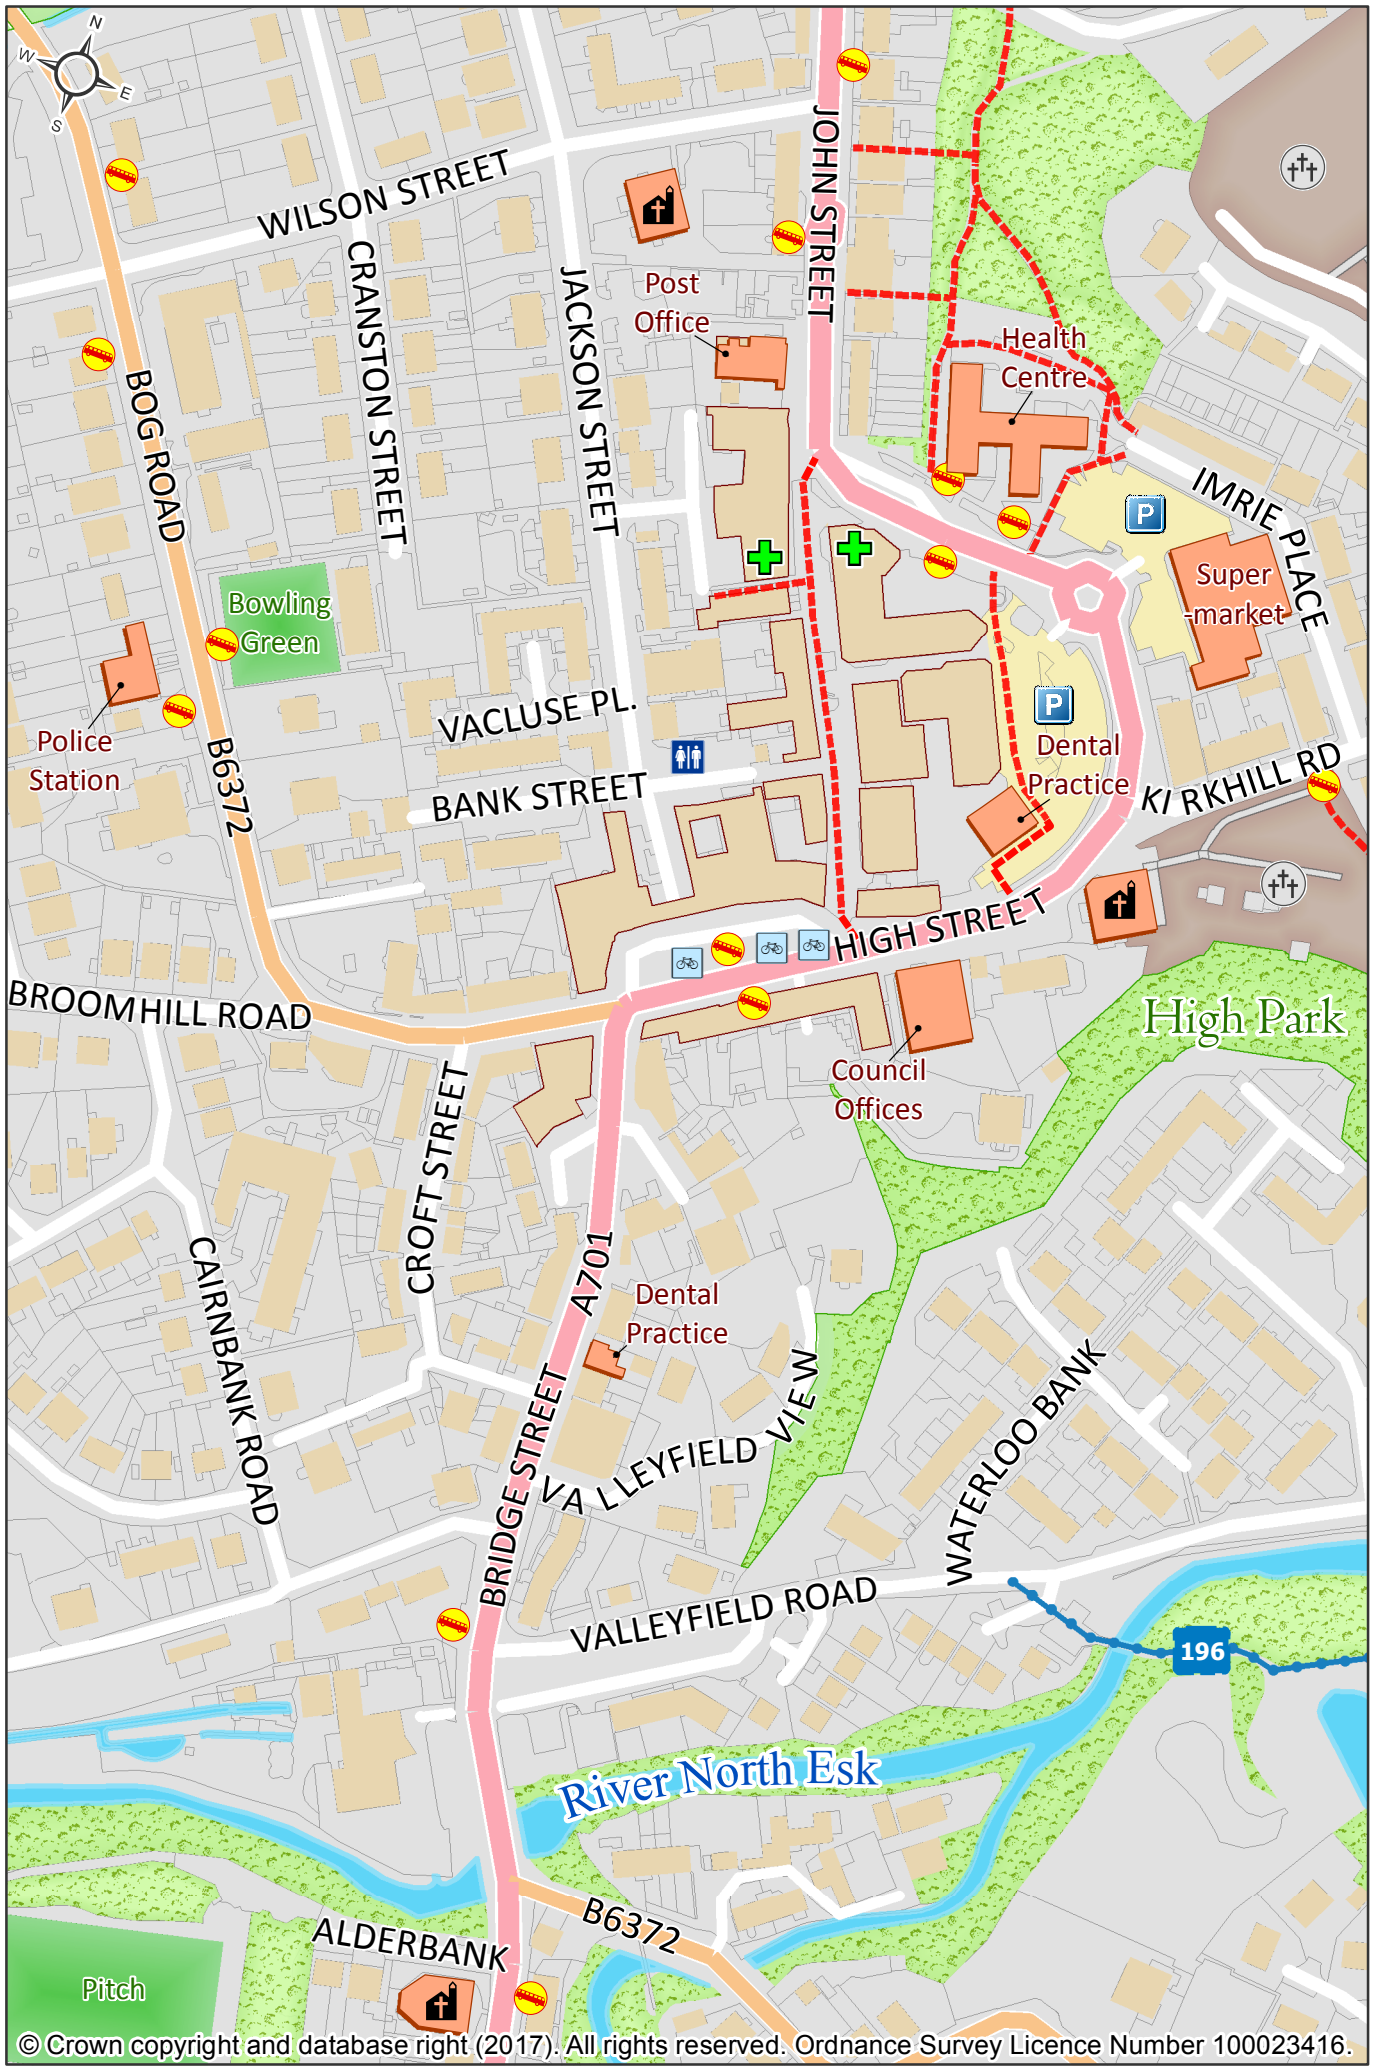 N
W
E
S
JOHN STREET
WILSON STREET
CRANSTON STREET
JACKSON STREET
Post
Office
Health
Centre
BOG ROAD
IMRIE PLACE
P
Super
-market
Bowling
Green
P
VACLUSE PL.
Police
Station
B6372
Dental
Practice
BANK STREET
KIRKHILL RD
HIGH STREET
BROOMHILL ROAD
High Park
Council
Offices
CROFT STREET
A701
CAIRNBANK ROAD
Dental
Practice
WATERLOO BANK
BRIDGE STREET
VALLEYFIELD VIEW
VALLEYFIELD ROAD
196
River North Esk
B6372
ALDERBANK
Pitch
© Crown copyright and database right (2017). All rights reserved. Ordnance Survey Licence Number 100023416.